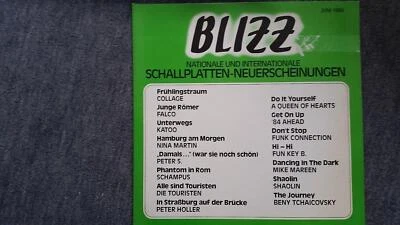 BLIZZ
NATIONALE UND INTERNATIONALE
SCHALLPLATTEN-NEUERSCHEINUNGEN
Frühlingstraum
COLLAGE
Junge Römer
FALCO
Unterwegs
KATOO
Hamburg am Morgen
NINA MARTIN
„Damals..." (war sie noch schön)
PETER S.
Phantom in Rom
SCHAMPUS
Alle sind Touristen
DIE TOURISTEN
In Straßburg auf der Brücke
PETER HOLLER
Do it Yourself
A QUEEN OF HEARTS
Get On Up
'84 AHEAD
Don't Stop
FUNK CONNECTION
Hi – Hi
FUN KEY B.
Dancing In The Dark
MIKE MAREEN
Shaolin
SHAOLIN
The Journey
BENY TCHAICOVSKY